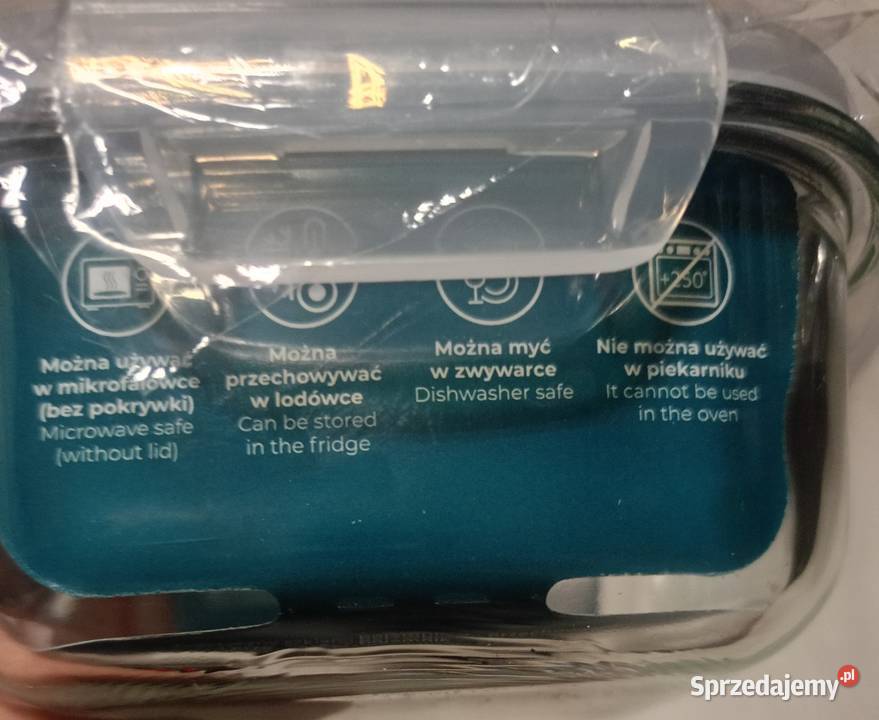 +250°
Można używać
w mikrofalówce
(bez pokrywki)
Microwave safe
(without lid)
Można
przechowywać
w lodówce
Can be stored
in the fridge
Można myć
w zwywarce
Dishwasher safe
Nie można używać
w piekarniku
It cannot be used
in the oven
Sprzedajemy.pl